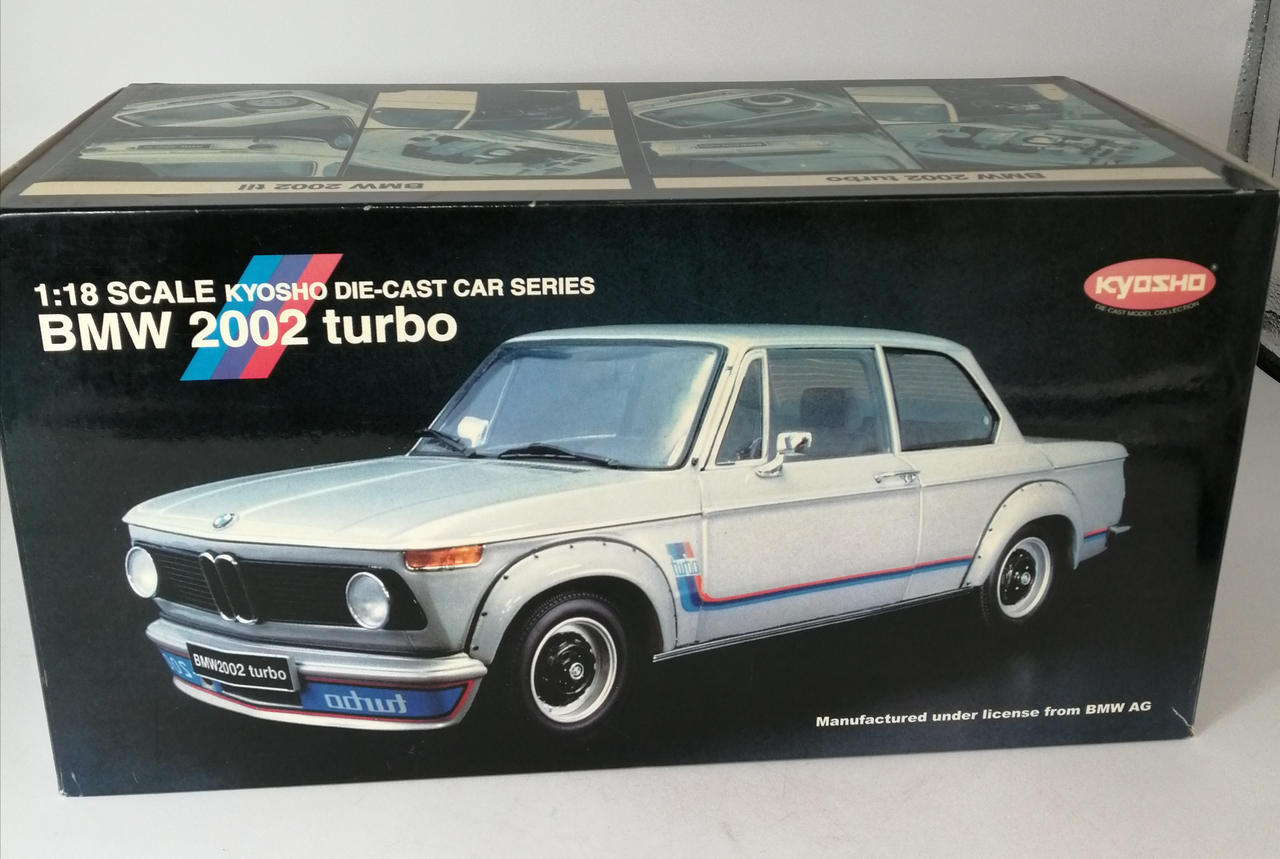 BMW 2002 tii
BMW 2002 turbo
1:18 SCALE KYOSHO DIE-CAST CAR SERIES
BMW 2002 turbo
KYOSHO
DIE-CAST MODEL COLLECTION
turbo
BMW2002 turbo
turbo
Manufactured under license from BMW AG